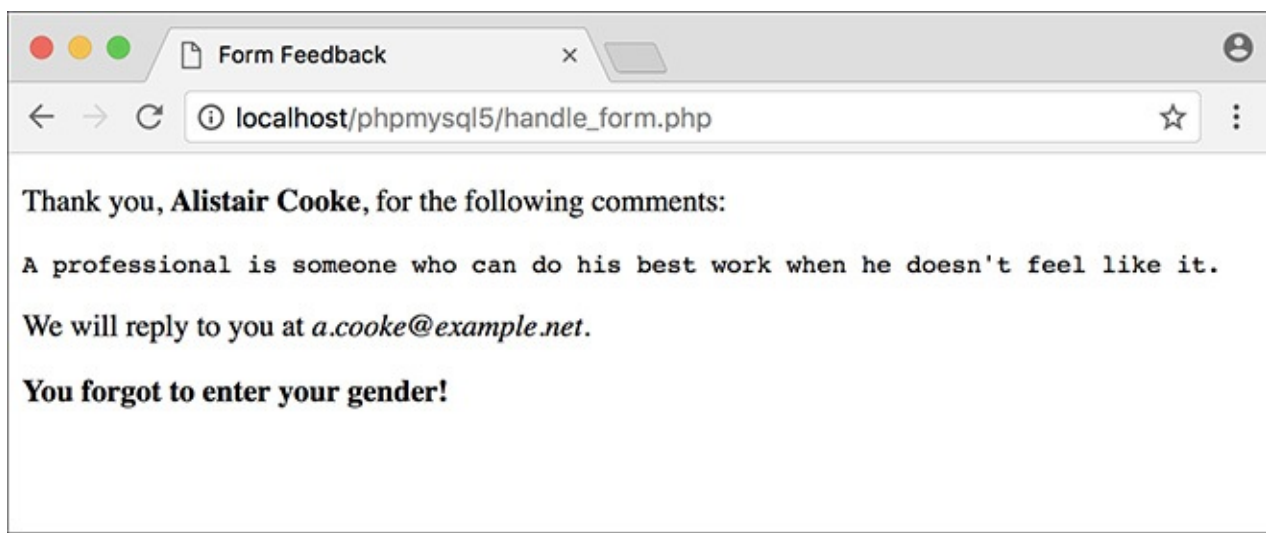 Form Feedback
localhost/phpmysql5/handle_form.php
Thank you, Alistair Cooke, for the following comments:
A professional is someone who can do his best work when he doesn't feel like it.
We will reply to you at a.cooke@example.net.
You forgot to enter your gender!